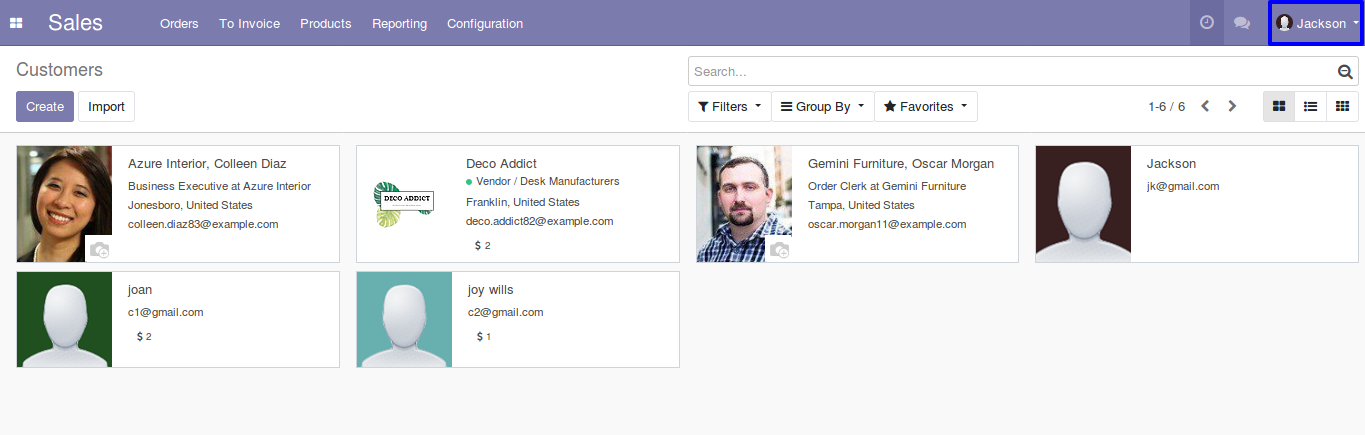 Sales Orders To Invoice Products Reporting Configuration Jackson
Customers
Search...
Create Import
Filters Group By Favorites 1-6 / 6
Azure Interior, Colleen Diaz
Business Executive at Azure Interior
Jonesboro, United States
colleen.diaz83@example.com
DECO ADDICT
Deco Addict
Vendor / Desk Manufacturers
Franklin, United States
deco.addict82@example.com
$ 2
Gemini Furniture, Oscar Morgan
Order Clerk at Gemini Furniture
Tampa, United States
oscar.morgan11@example.com
Jackson
jk@gmail.com
joan
c1@gmail.com
$ 2
joy wills
c2@gmail.com
$ 1